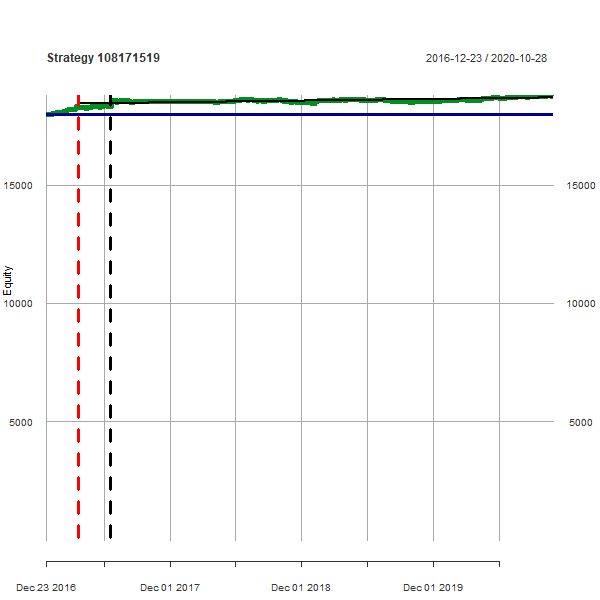 Strategy 108171519
2016-12-23 / 2020-10-28
15000
15000
Equity
10000
10000
5000
5000
Dec 23 2016
Dec 01 2017
Dec 01 2018
Dec 01 2019